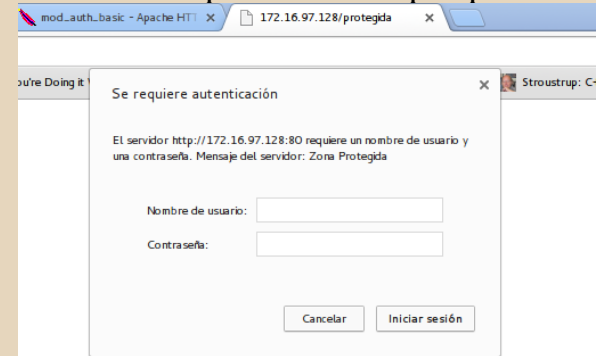 mod_auth_basic - Apache HTT
172.16.97.128/protegida
ou're Doing it
Stroustrup: C-
Se requiere autenticación
El servidor http://172.16.97.128:80 requiere un nombre de usuario y
una contraseña. Mensaje del servidor: Zona Protegida
Nombre de usuario:
Contraseña:
Cancelar
Iniciar sesión